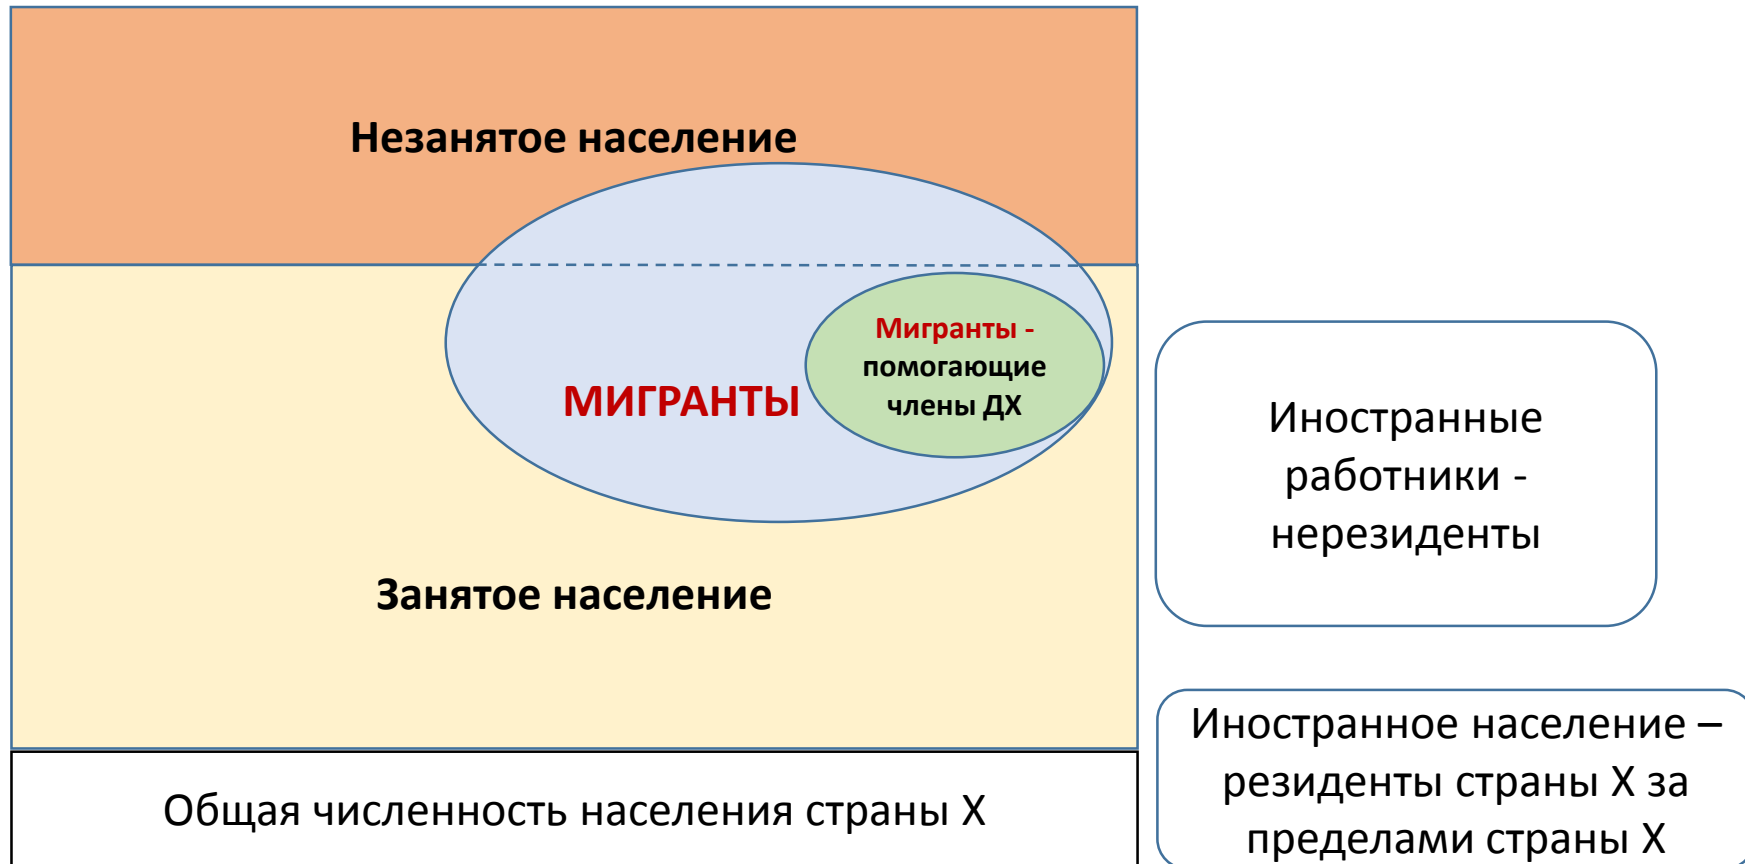 Незанятое население
Мигранты -
помогающие
члены ДХ
МИГРАНТЫ
Занятое население
Общая численность населения страны Х
Иностранные
работники -
нерезиденты
Иностранное население –
резиденты страны Х за
пределами страны Х